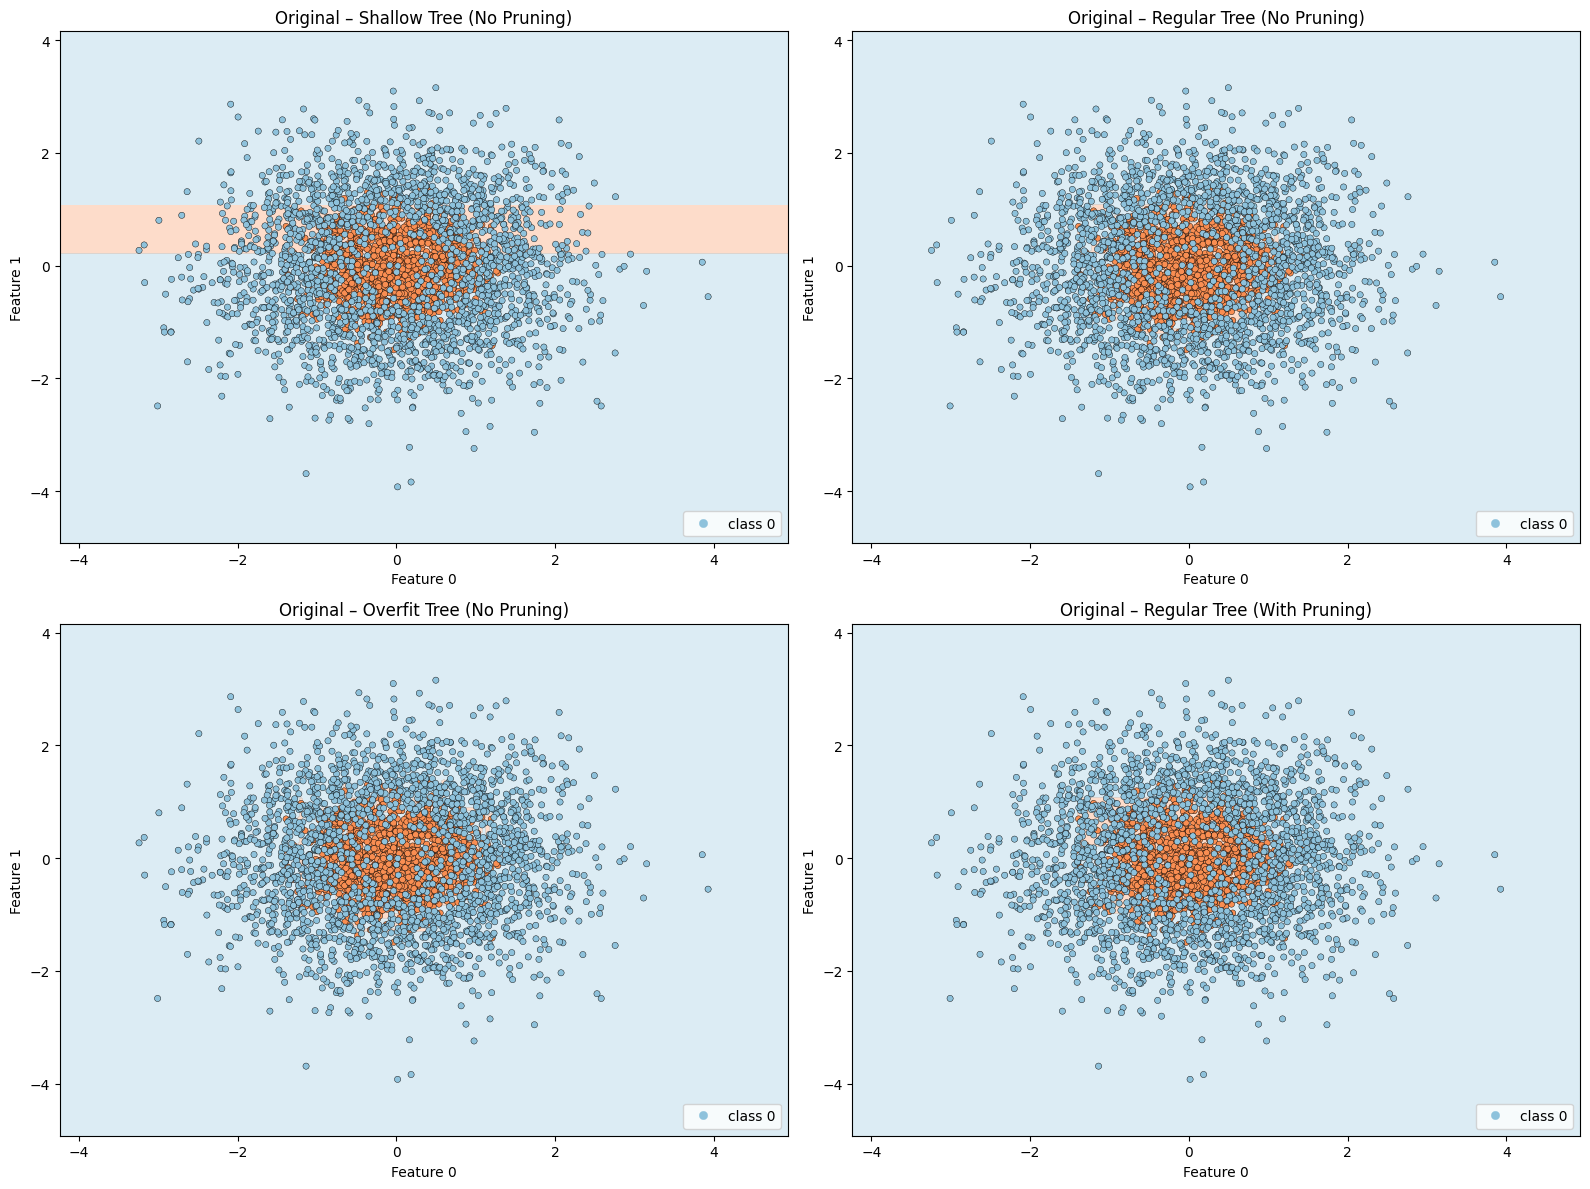 Original – Shallow Tree (No Pruning)
4
2
0
−2
−4
Feature 1
−4
−2
0
2
4
Feature 0
class 0
Original – Regular Tree (No Pruning)
4
2
0
−2
−4
Feature 1
−4
−2
0
2
4
Feature 0
class 0
Original – Overfit Tree (No Pruning)
4
2
0
−2
−4
Feature 1
−4
−2
0
2
4
Feature 0
class 0
Original – Regular Tree (With Pruning)
4
2
0
−2
−4
Feature 1
−4
−2
0
2
4
Feature 0
class 0